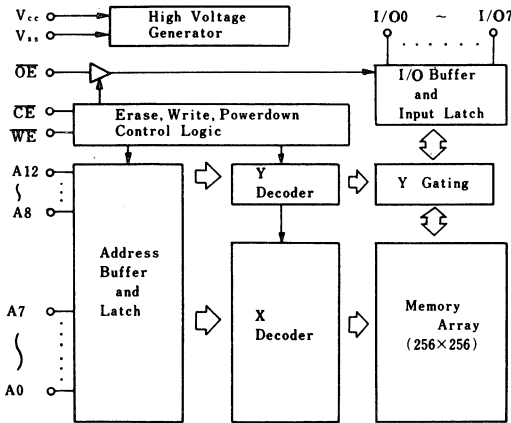 Vcc
Vss
High Voltage
Generator
I/O0 ~ I/O7
OE
I/O Buffer
and
Input Latch
CE
WE
Erase, Write, Powerdown
Control Logic
A12
A8
Y
Decoder
Y Gating
Address
Buffer
and
Latch
A7
A0
X
Decoder
Memory
Array
(256×256)